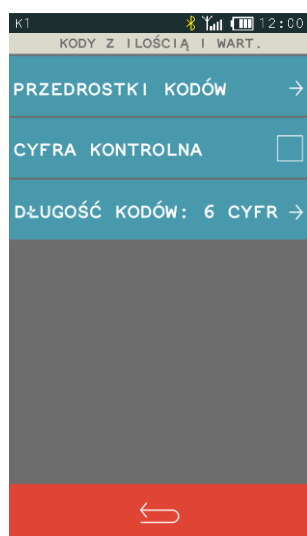 K1 12:00
KODY Z ILOŚCIĄ I WART.
PRZEDROSTKI KODÓW
CYFRA KONTROLNA
DŁUGOŚĆ KODÓW: 6 CYFR